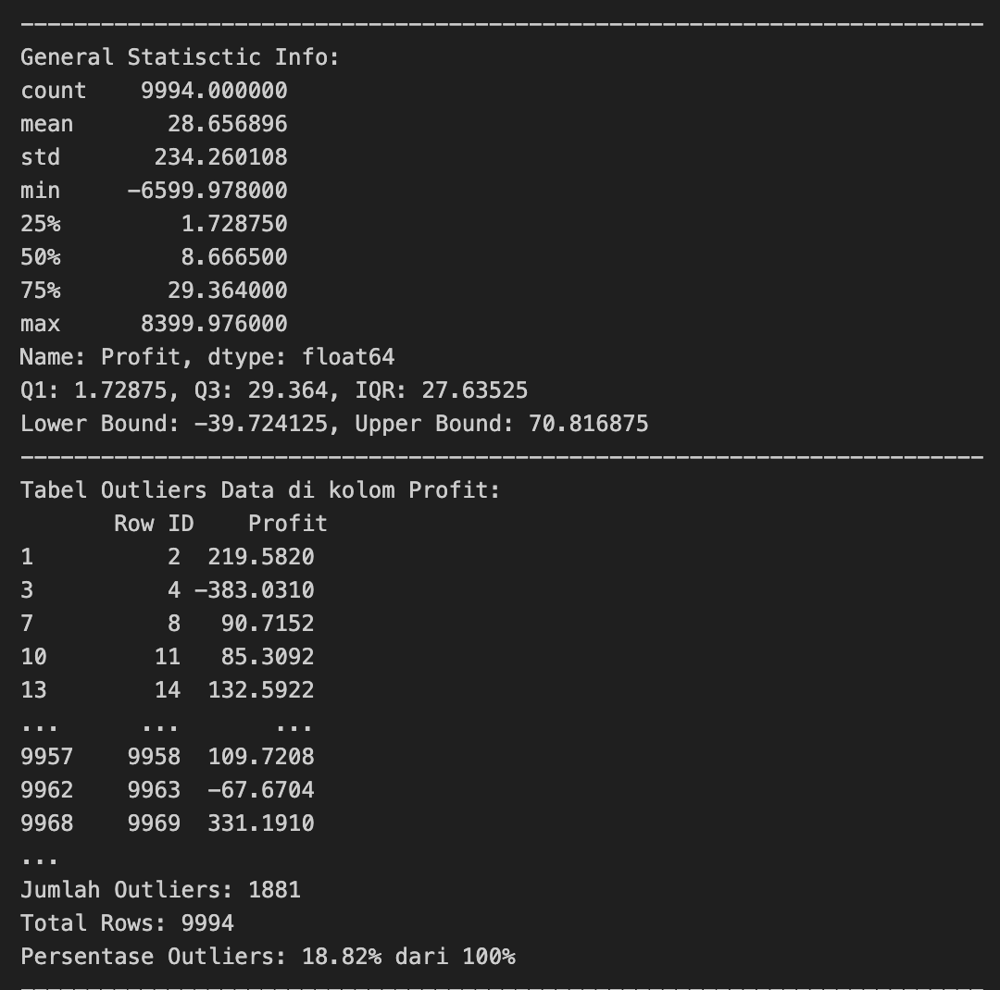 ------------------------------------------------------------------------
General Statisctic Info:
count    9994.000000
mean       28.656896
std       234.260108
min     -6599.978000
25%         1.728750
50%         8.666500
75%        29.364000
max      8399.976000
Name: Profit, dtype: float64
Q1: 1.72875, Q3: 29.364, IQR: 27.63525
Lower Bound: -39.724125, Upper Bound: 70.816875
------------------------------------------------------------------------
Tabel Outliers Data di kolom Profit:
       Row ID    Profit
1           2  219.5820
3           4 -383.0310
7           8   90.7152
10         11   85.3092
13         14  132.5922
...       ...       ...
9957     9958  109.7208
9962     9963  -67.6704
9968     9969  331.1910
...
Jumlah Outliers: 1881
Total Rows: 9994
Persentase Outliers: 18.82% dari 100%
------------------------------------------------------------------------